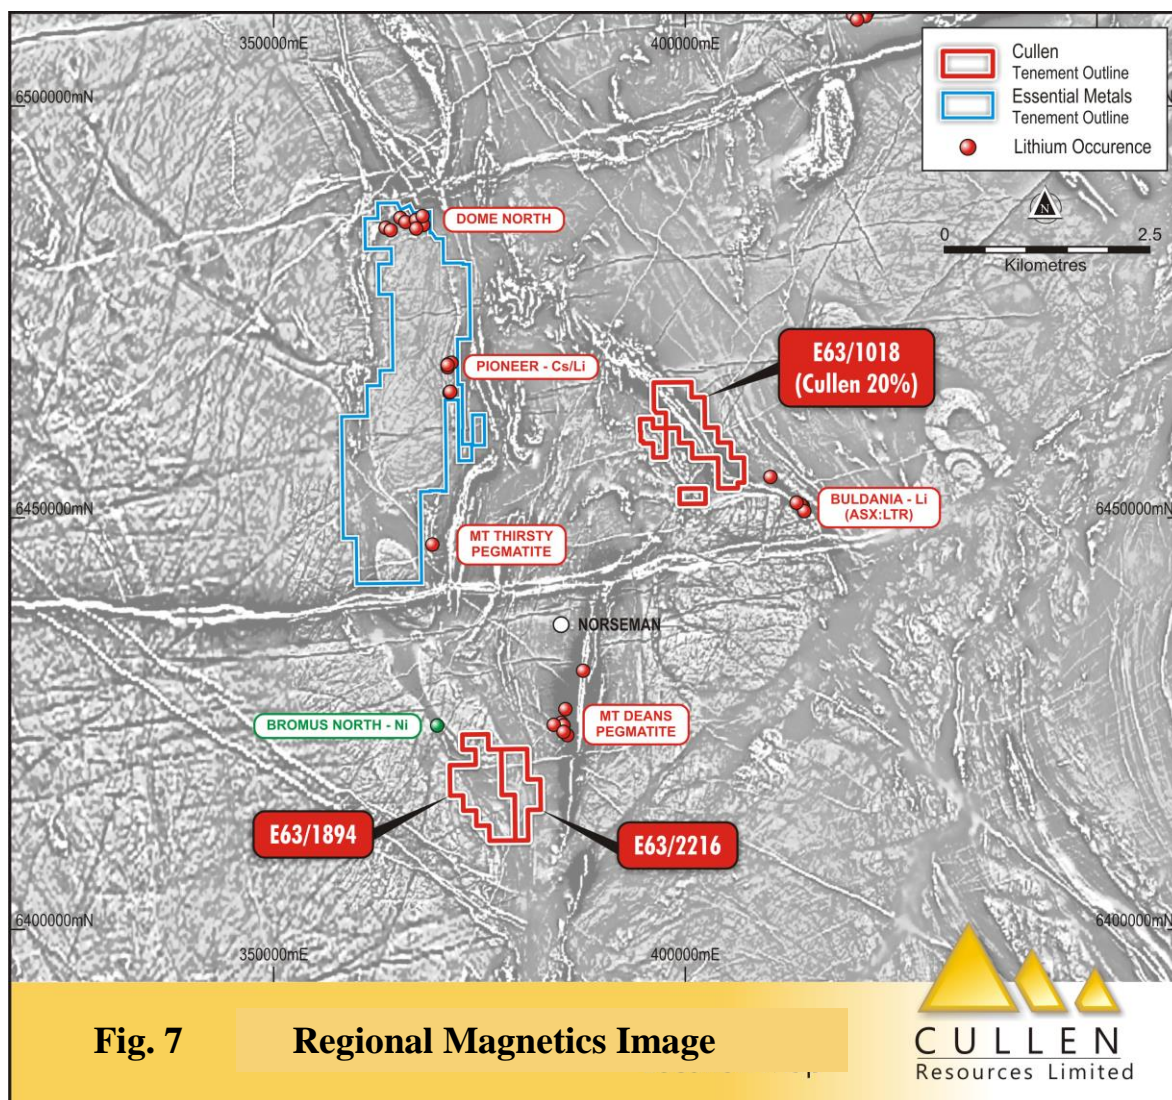 350000mE
400000mE
6500000mN
Cullen
Tenement Outline
Essential Metals
Tenement Outline
Lithium Occurence
N
0
2.5
Kilometres
DOME NORTH
PIONEER - Cs/Li
E63/1018
(Cullen 20%)
BULDANIA - Li
(ASX:LTR)
6450000mN
6450000mN
MT THIRSTY
PEGMATITE
NORSEMAN
BROMUS NORTH - Ni
MT DEANS
PEGMATITE
E63/1894
E63/2216
6400000mN
6400000mN
350000mE
400000mE
Fig. 7
Regional Magnetics Image
CULLEN
Resources Limited